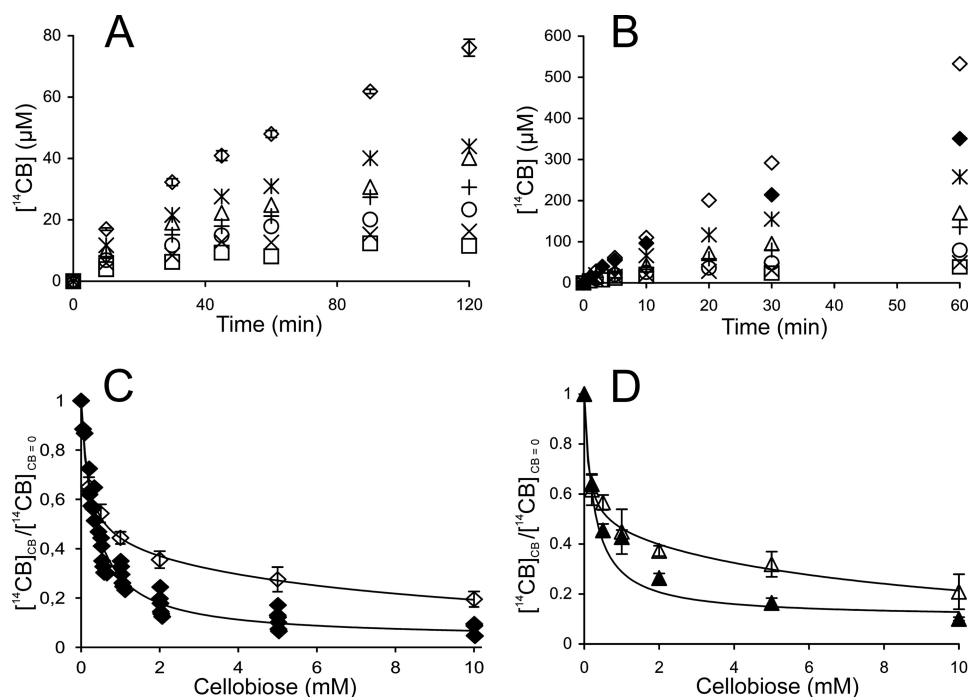 A
80
60
40
20
0
0 40 80 120
Time (min)
[¹⁴CB] (µM)
B
600
500
400
300
200
100
0
0 10 20 30 40 50 60
Time (min)
[¹⁴CB] (µM)
C
1
0.8
0.6
0.4
0.2
0
0 2 4 6 8 10
Cellobiose (mM)
[¹⁴CB]CB/[¹⁴CB]CB = 0
D
1
0.8
0.6
0.4
0.2
0
0 2 4 6 8 10
Cellobiose (mM)
[¹⁴CB]CB/[¹⁴CB]CB = 0